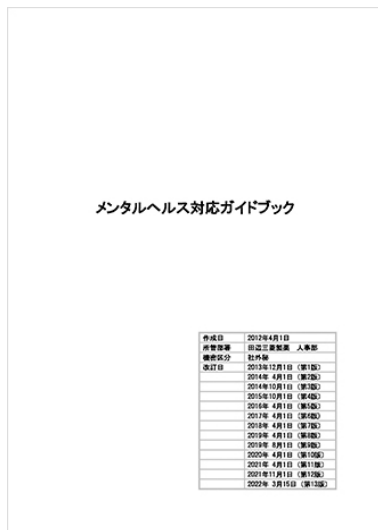 メンタルヘルス対応ガイドブック
作成日 2012年4月1日
所管部署 田辺三菱製薬 人事部
機密区分 社外秘
改訂日 2013年12月1日 (第1版)
2014年 4月1日 (第2版)
2014年10月1日 (第3版)
2015年10月1日 (第4版)
2016年 4月1日 (第5版)
2017年 4月1日 (第6版)
2018年 4月1日 (第7版)
2019年 4月1日 (第8版)
2019年 8月1日 (第9版)
2020年 4月1日 (第10版)
2021年 4月1日 (第11版)
2021年11月1日 (第12版)
2022年 3月15日 (第13版)